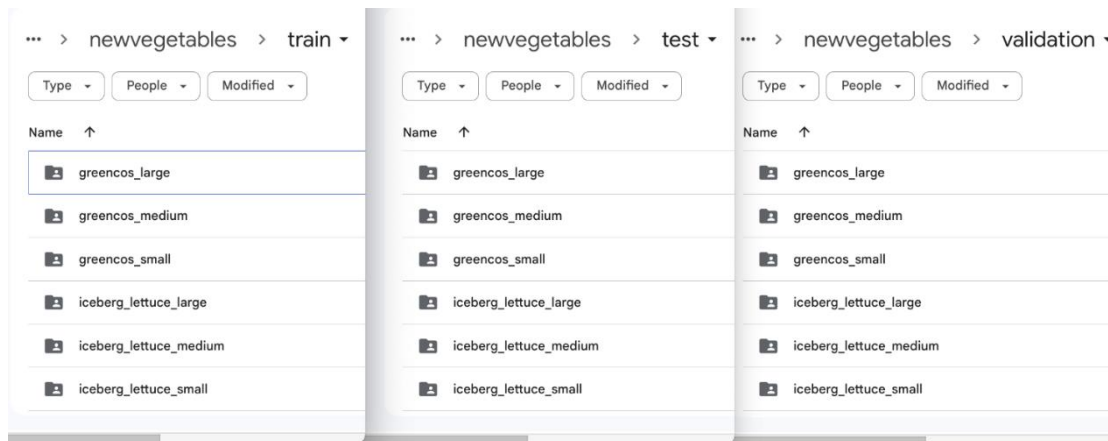 ... > newvegetables > train
Type People Modified
Name ↑
greencos_large
greencos_medium
greencos_small
iceberg_lettuce_large
iceberg_lettuce_medium
iceberg_lettuce_small
... > newvegetables > test
Type People Modified
Name ↑
greencos_large
greencos_medium
greencos_small
iceberg_lettuce_large
iceberg_lettuce_medium
iceberg_lettuce_small
... > newvegetables > validation
Type People Modified
Name ↑
greencos_large
greencos_medium
greencos_small
iceberg_lettuce_large
iceberg_lettuce_medium
iceberg_lettuce_small